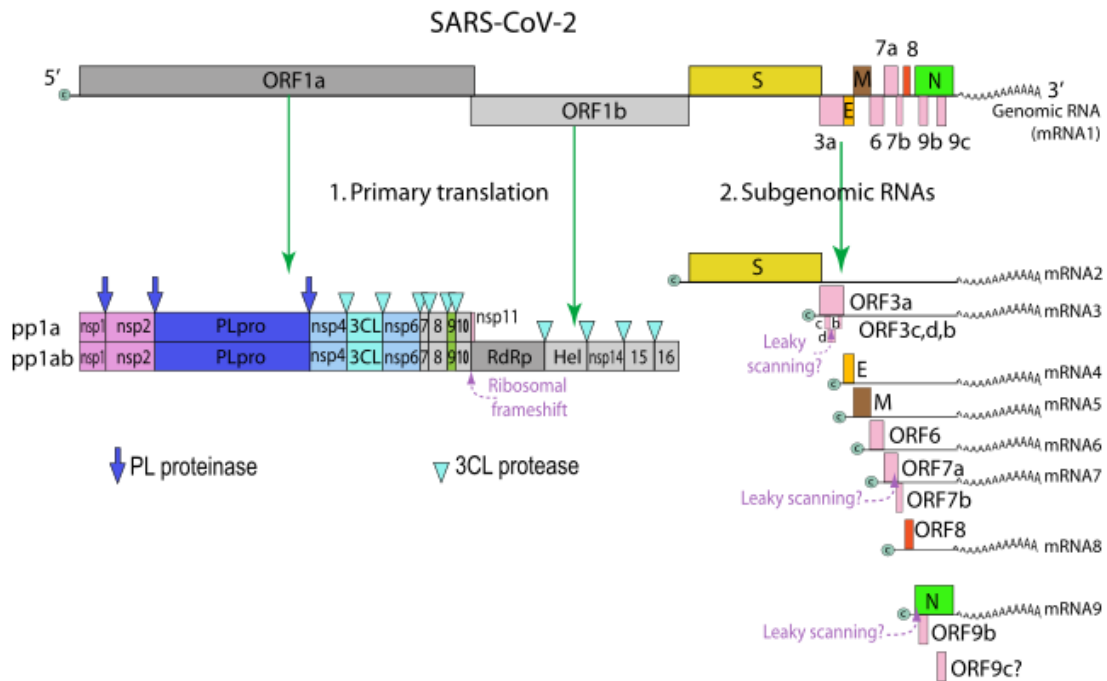 SARS-CoV-2
7a 8
5’ ORF1a S M N 3’
ORF1b E Genomic RNA
(mRNA1)
3a 6 7b 9b 9c
1. Primary translation 2. Subgenomic RNAs
c S mRNA2
c ORF3a mRNA3
c b ORF3c,d,b
d
Leaky
scanning?
nsp11
pp1a nsp1 nsp2 PLpro nsp4 3CL nsp6 7 8 9 10
pp1ab nsp1 nsp2 PLpro nsp4 3CL nsp6 7 8 9 10 RdRp Hel nsp14 15 16
Ribosomal
frameshift
c E mRNA4
c M mRNA5
c ORF6 mRNA6
c ORF7a mRNA7
Leaky scanning? ORF7b
c ORF8 mRNA8
c N mRNA9
Leaky scanning? ORF9b
ORF9c?
PL proteinase 3CL protease